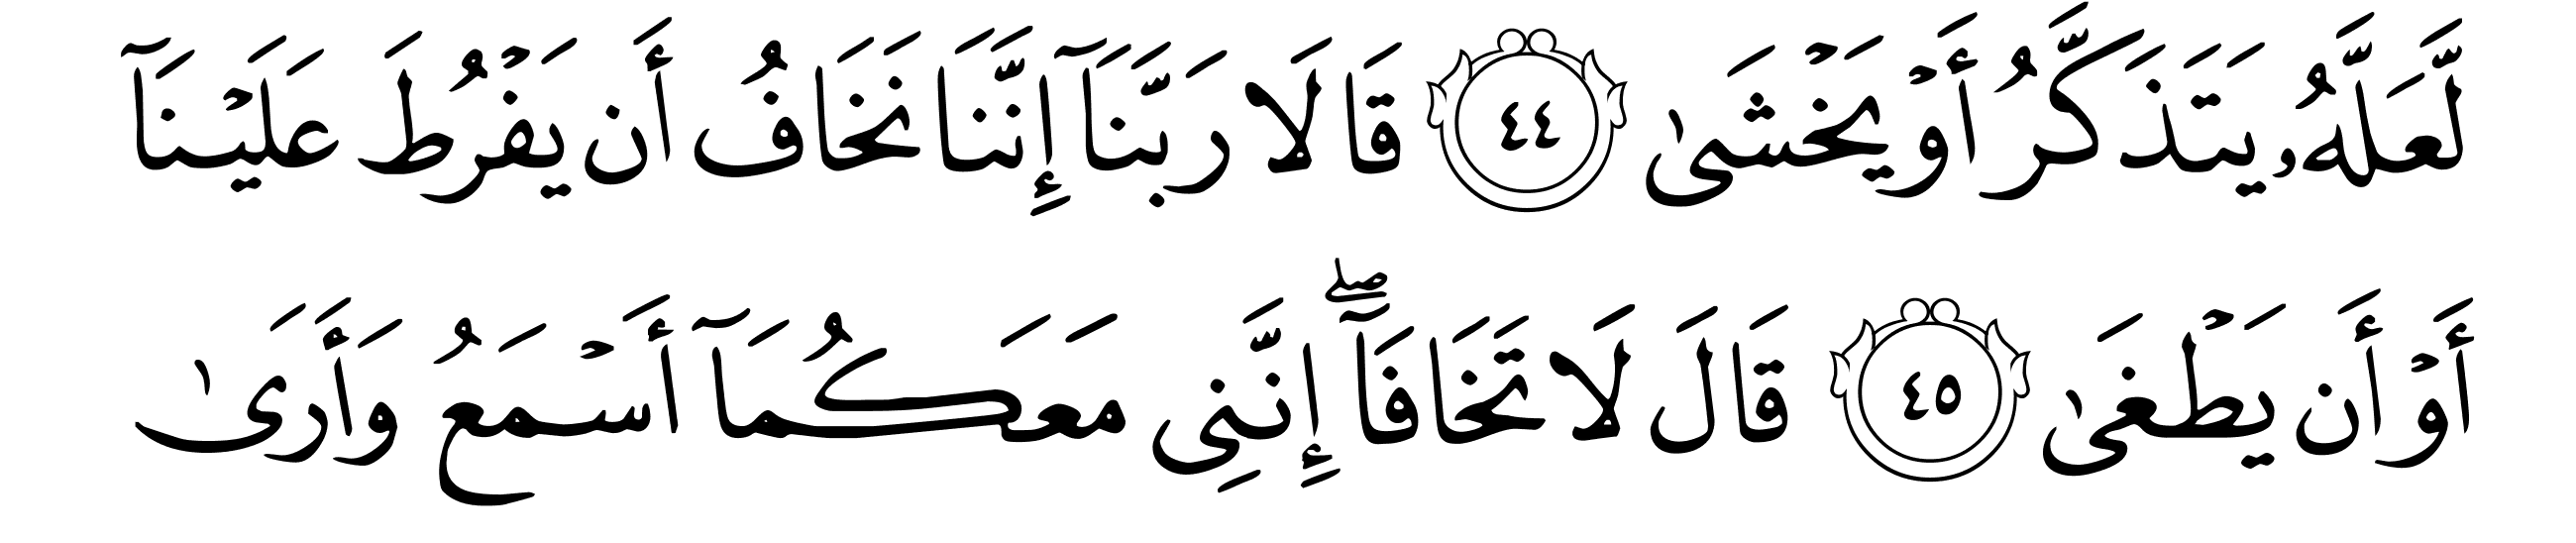 لَّعَلَّهُۥ يَتَذَكَّرُ أَوۡ يَخۡشَىٰ ٤٤ قَالَا رَبَّنَآ إِنَّنَا نَخَافُ أَن يَفۡرُطَ عَلَيۡنَآ
أَوۡ أَن يَطۡغَىٰ ٤٥ قَالَ لَا تَخَافَآۖ إِنَّنِي مَعَكُمَآ أَسۡمَعُ وَأَرَىٰ